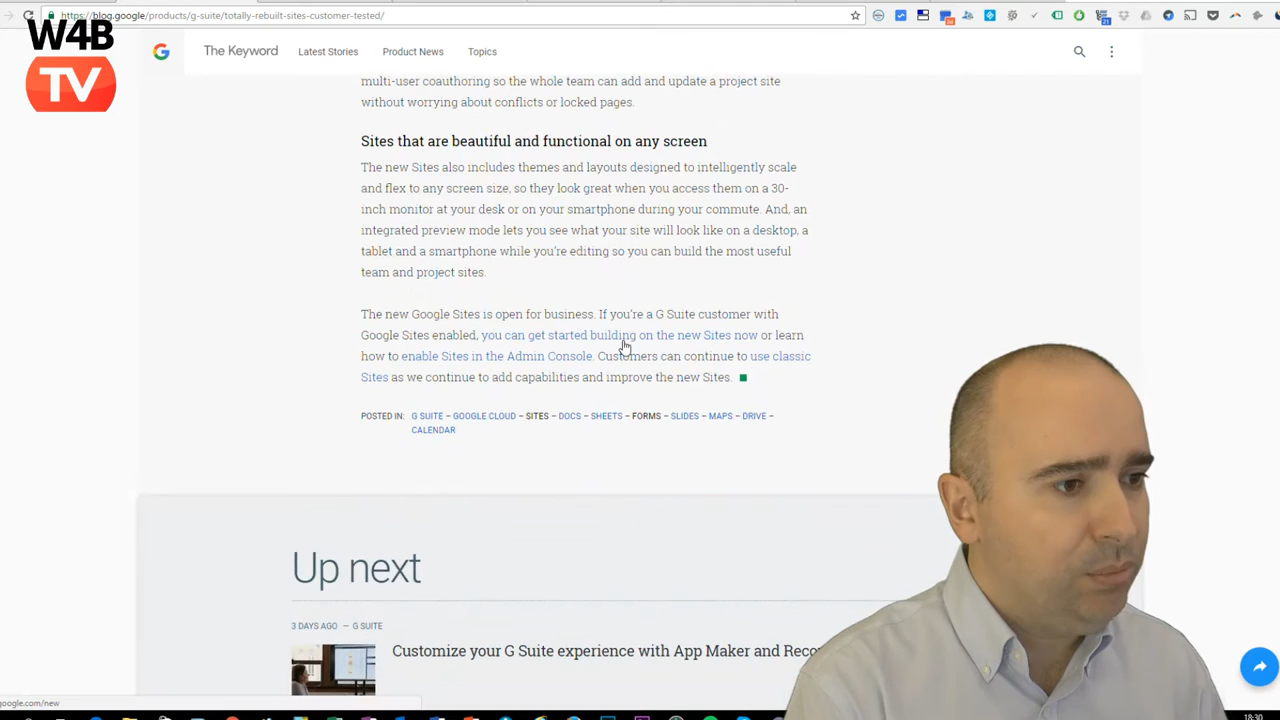 https://blog.google/products/g-suite/totally-rebuilt-sites-customer-tested/
W4B
TV
The Keyword
Latest Stories
Product News
Topics
multi-user coauthoring so the whole team can add and update a project site
without worrying about conflicts or locked pages.
Sites that are beautiful and functional on any screen
The new Sites also includes themes and layouts designed to intelligently scale
and flex to any screen size, so they look great when you access them on a 30-
inch monitor at your desk or on your smartphone during your commute. And, an
integrated preview mode lets you see what your site will look like on a desktop, a
tablet and a smartphone while you're editing so you can build the most useful
team and project sites.
The new Google Sites is open for business. If you're a G Suite customer with
Google Sites enabled, you can get started building on the new Sites now or learn
how to enable Sites in the Admin Console. Customers can continue to use classic
Sites as we continue to add capabilities and improve the new Sites.
POSTED IN: G SUITE – GOOGLE CLOUD – SITES – DOCS – SHEETS – FORMS – SLIDES – MAPS – DRIVE –
CALENDAR
Up next
3 DAYS AGO — G SUITE
Customize your G Suite experience with App Maker and
google.com/new
18:30